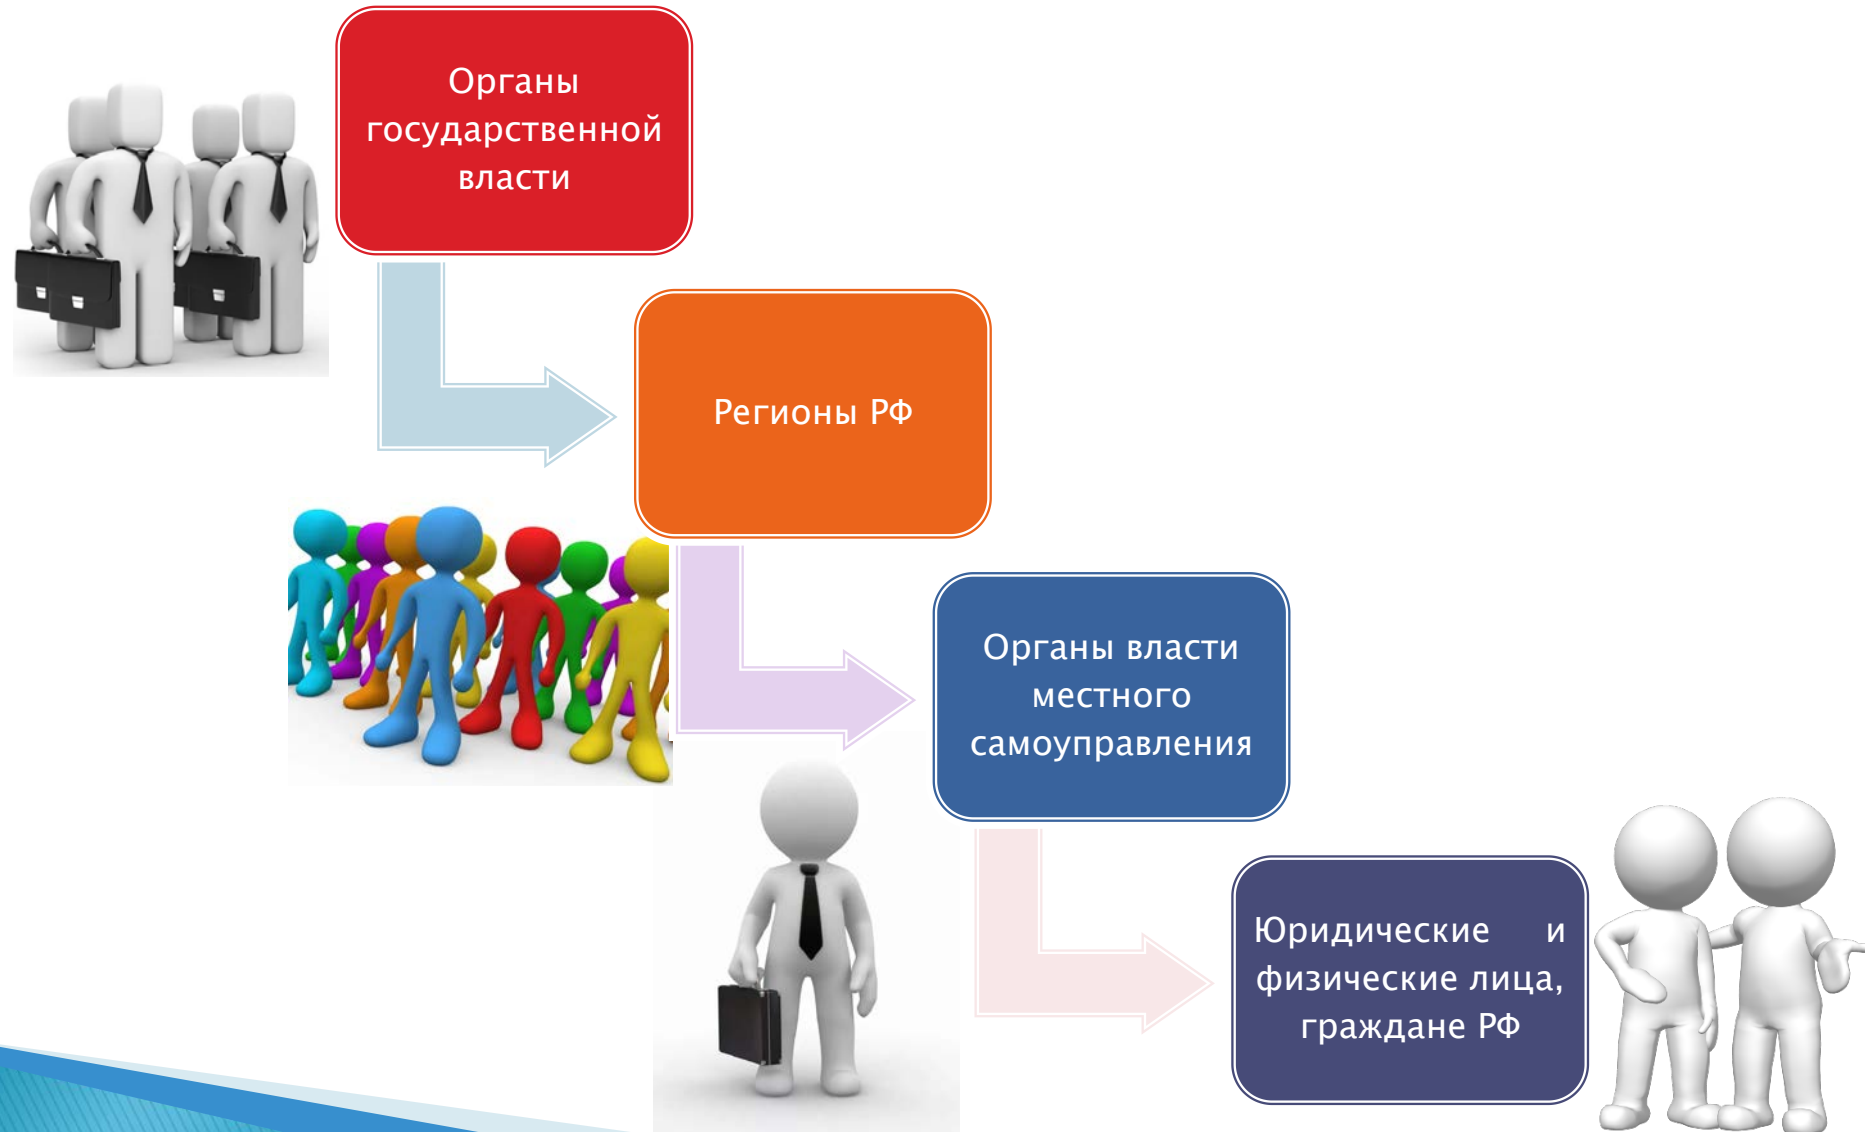 Органы
государственной
власти
Регионы РФ
Органы власти
местного
самоуправления
Юридические и
физические лица,
граждане РФ